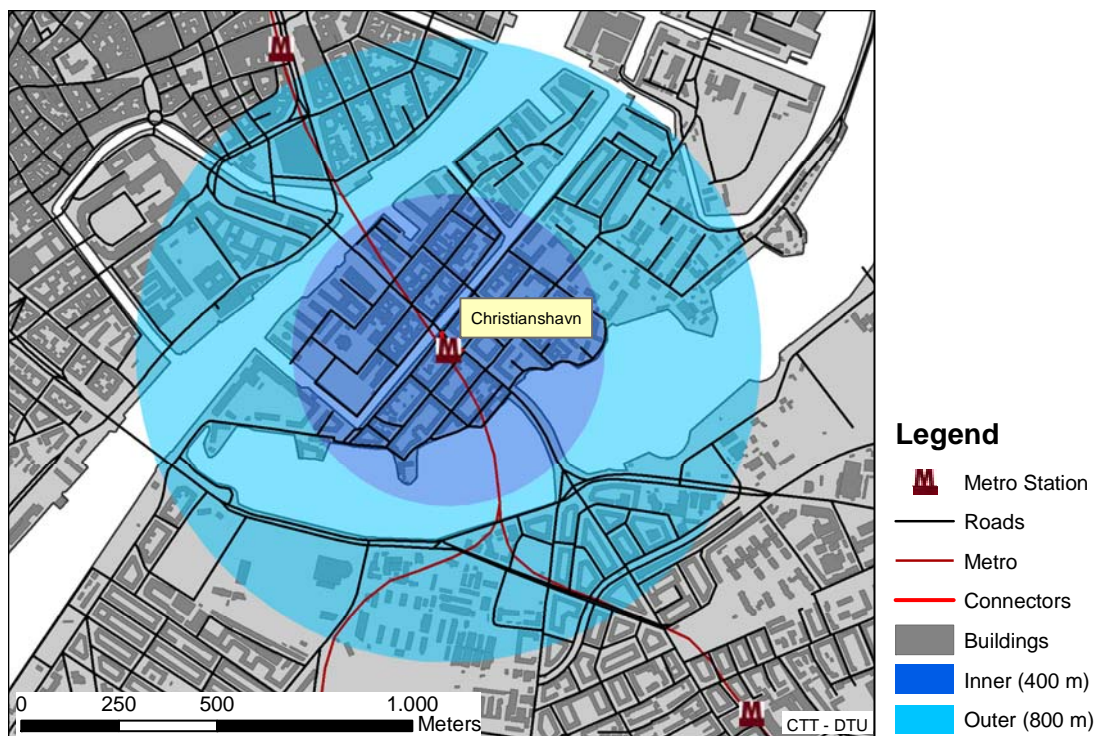 Christianshavn
0 250 500 1.000
Meters
CTT - DTU
Legend
M Metro Station
Roads
Metro
Connectors
Buildings
Inner (400 m)
Outer (800 m)
M
M
M